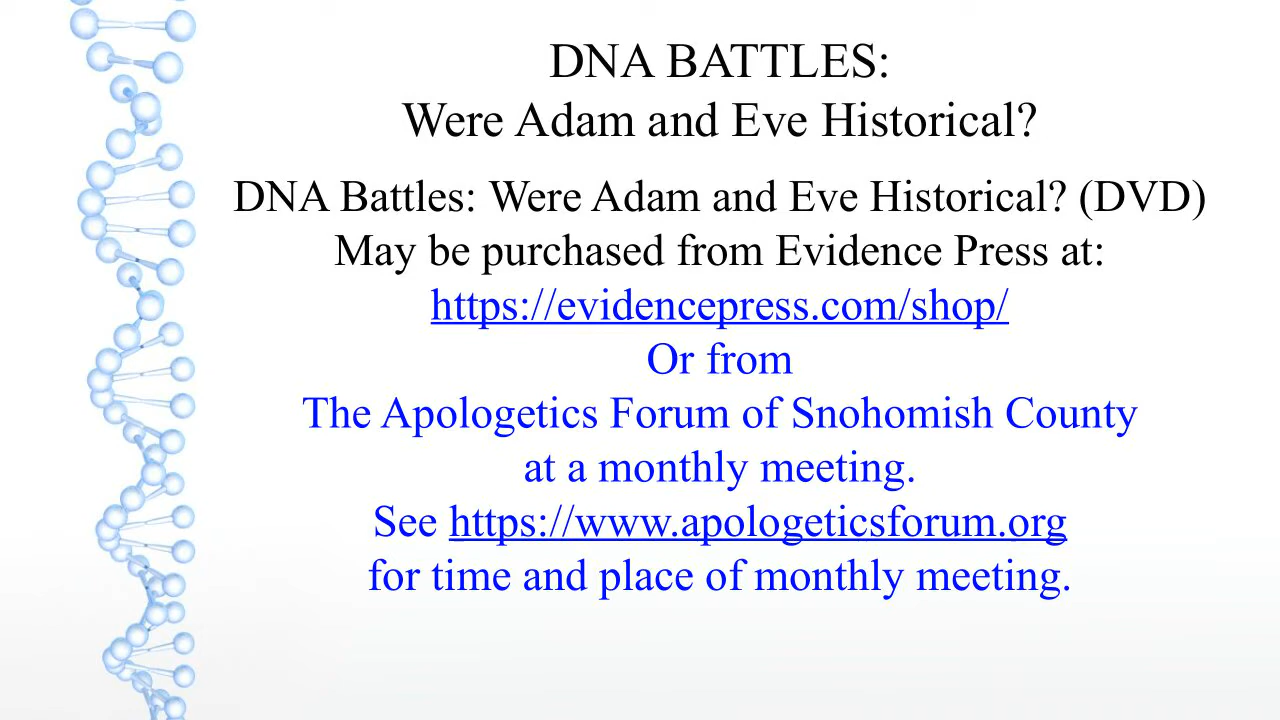 DNA BATTLES:
Were Adam and Eve Historical?
DNA Battles: Were Adam and Eve Historical? (DVD)
May be purchased from Evidence Press at:
https://evidencepress.com/shop/
Or from
The Apologetics Forum of Snohomish County
at a monthly meeting.
See https://www.apologeticsforum.org
for time and place of monthly meeting.